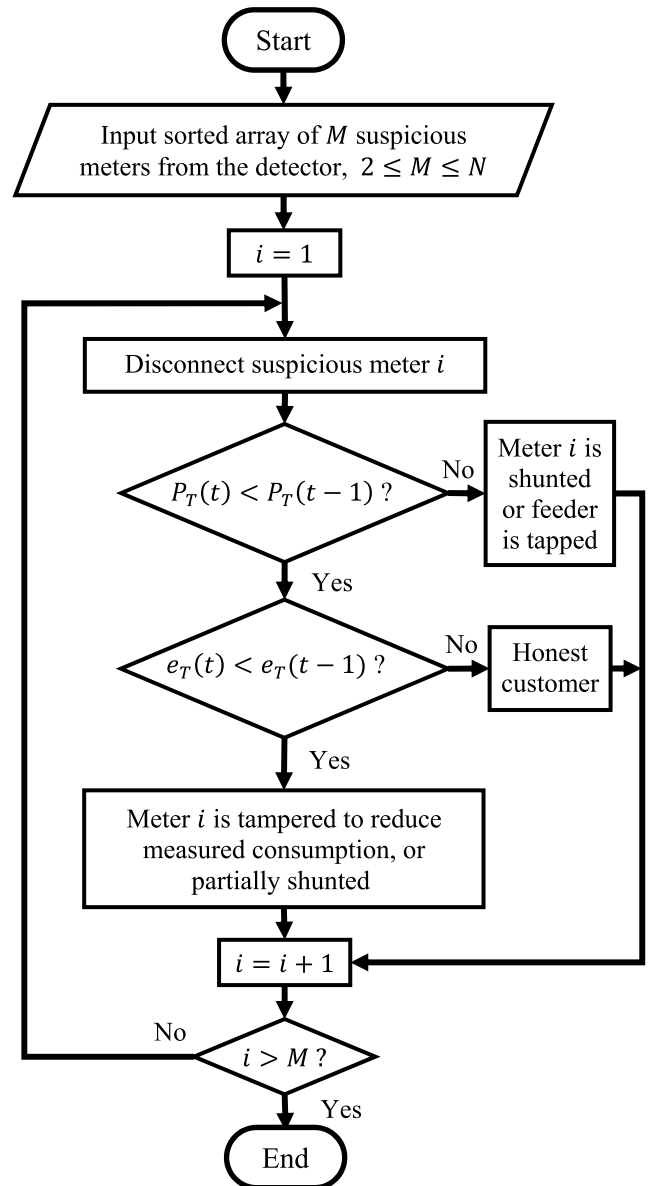 Start
Input sorted array of M suspicious
meters from the detector, 2 ≤ M ≤ N
i = 1
Disconnect suspicious meter i
P_T(t) < P_T(t − 1) ?
No
Meter i is
shunted
or feeder
is tapped
Yes
e_T(t) < e_T(t − 1) ?
No
Honest
customer
Yes
Meter i is tampered to reduce
measured consumption, or
partially shunted
i = i + 1
No
i > M ?
Yes
End